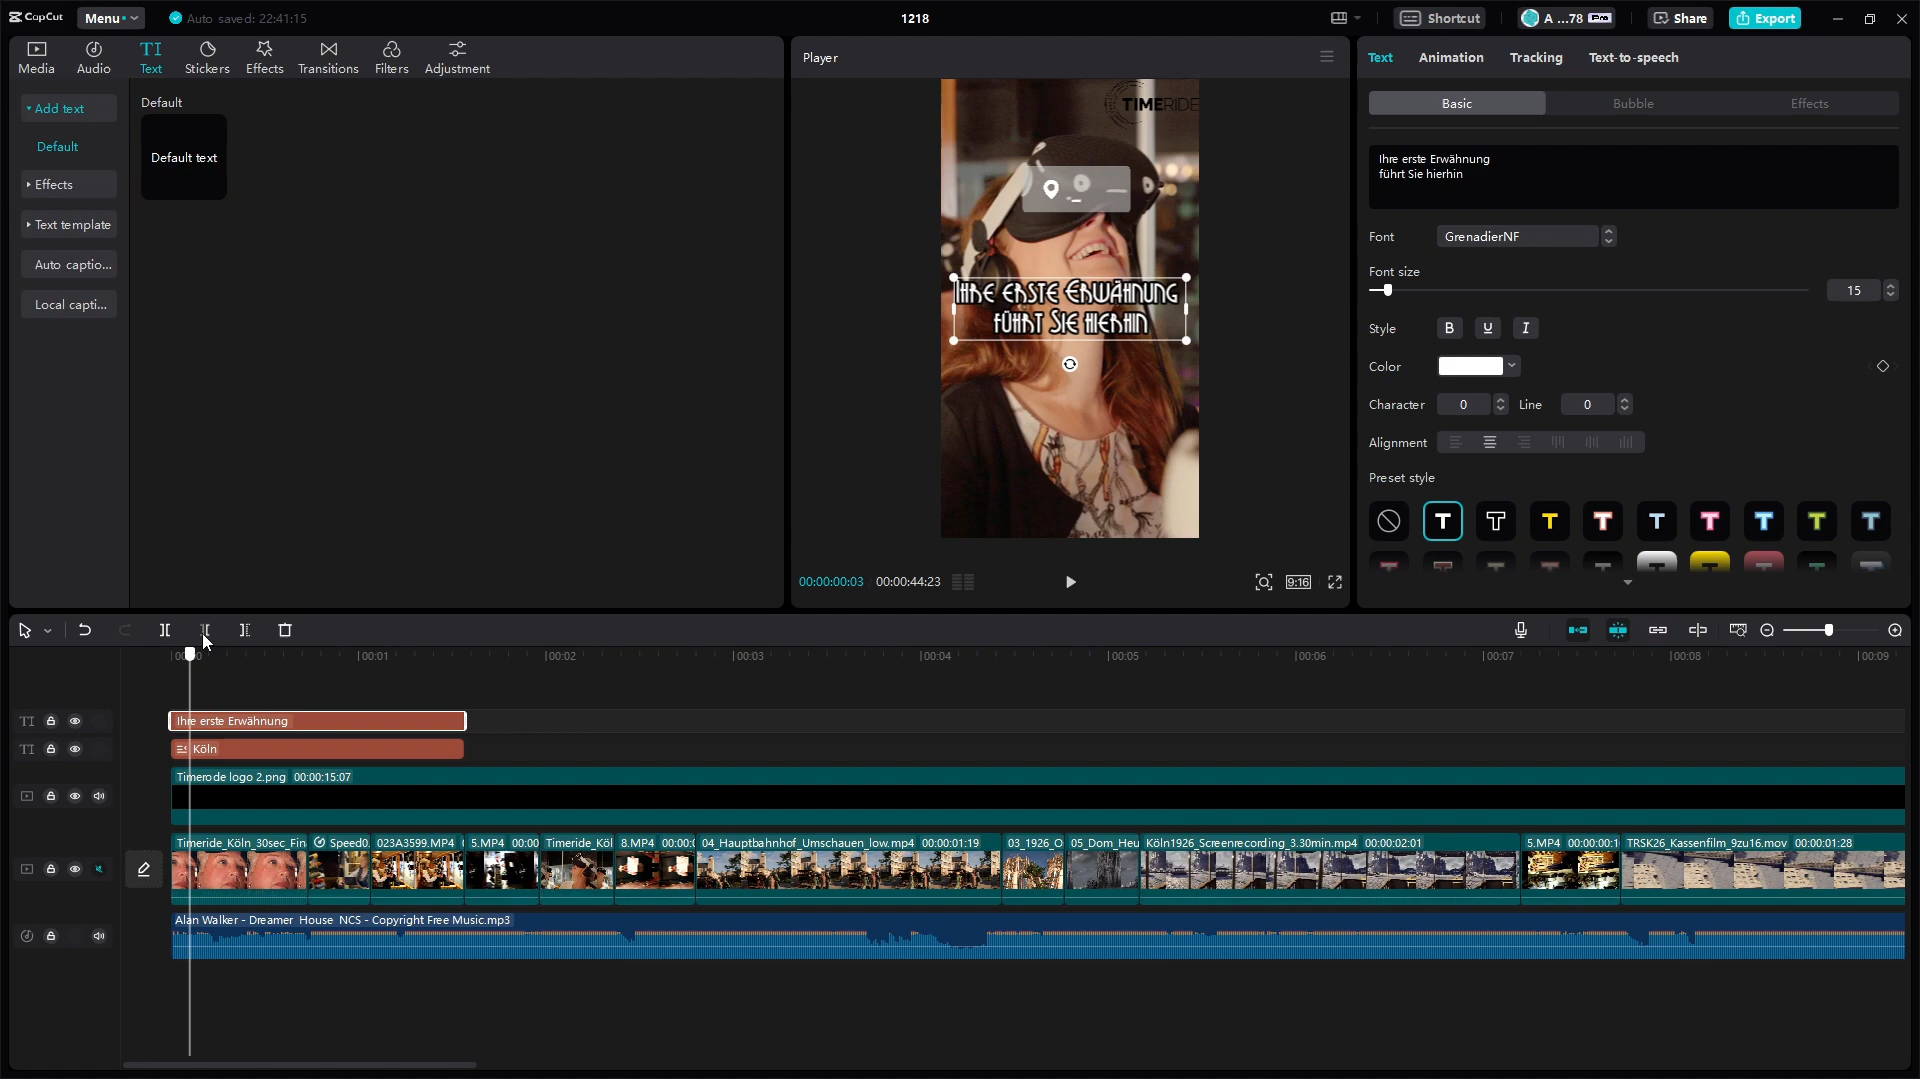 CapCut
Menu
Auto saved: 22:41:15
1218
Shortcut
A ...78 Pro
Share
Export
Media
Audio
TI
Text
Stickers
Effects
Transitions
Filters
Adjustment
Add text
Default
Effects
Text template
Auto captio...
Local capti...
Default
Default text
Player
TIMERIDE
Ihre erste Erwähnung
führt Sie hierhin
00:00:00:03
00:00:44:23
9:16
Text
Animation
Tracking
Text-to-speech
Basic
Bubble
Effects
Ihre erste Erwähnung
führt Sie hierhin
Font
GrenadierNF
Font size
15
Style
B
U
I
Color
Character
0
Line
0
Alignment
Preset style
T T T T T T T T T
00:01
00:02
00:03
00:04
00:05
00:06
00:07
00:08
00:09
TI
Ihre erste Erwähnung
TI
Köln
Timerode logo 2.png 00:00:15:07
Timeride_Köln_30sec_Fin
Speed0.
023A3599.MP4
5.MP4 00:00
Timeride_Köl
8.MP4 00:00:0
04_Hauptbahnhof_Umschauen_low.mp4 00:00:01:19
03_1926_O
05_Dom_Heu
Köln1926_Screenrecording_3.30min.mp4 00:00:02:01
5.MP4 00:00:00:1
TRSK26_Kassenfilm_9zu16.mov 00:00:01:28
Alan Walker - Dreamer House NCS - Copyright Free Music.mp3